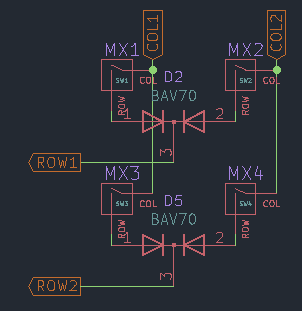 COL1
COL2
MX1
MX2
SW1
COL
D2
SW2
COL
BAV70
ROW
1
2
ROW
3
ROW1
MX3
MX4
SW3
COL
D5
SW4
COL
BAV70
ROW
1
2
ROW
3
ROW2